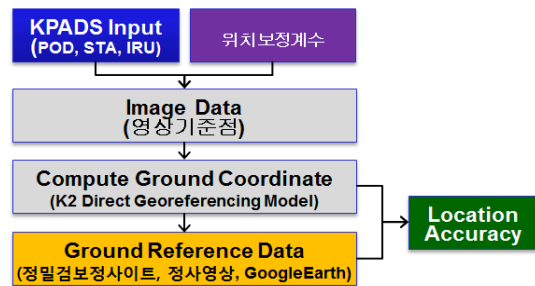 KPADS Input
(POD, STA, IRU)
위치보정계수
Image Data
(영상기준점)
Compute Ground Coordinate
(K2 Direct Georeferencing Model)
Ground Reference Data
(정밀검보정사이트, 정사영상, GoogleEarth)
Location
Accuracy